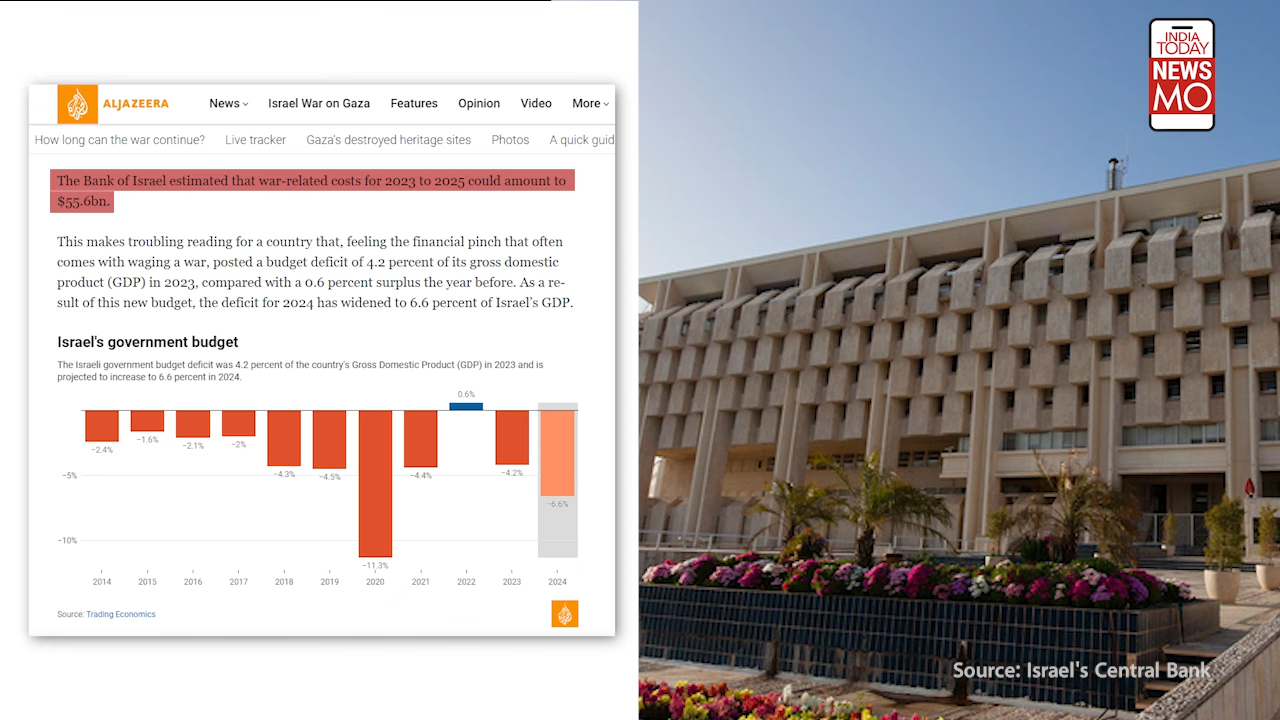 ALJAZEERA
News
Israel War on Gaza
Features
Opinion
Video
More
How long can the war continue?
Live tracker
Gaza's destroyed heritage sites
Photos
A quick guid
The Bank of Israel estimated that war-related costs for 2023 to 2025 could amount to
$55.6bn.
This makes troubling reading for a country that, feeling the financial pinch that often
comes with waging a war, posted a budget deficit of 4.2 percent of its gross domestic
product (GDP) in 2023, compared with a 0.6 percent surplus the year before. As a re-
sult of this new budget, the deficit for 2024 has widened to 6.6 percent of Israel's GDP.
Israel's government budget
The Israeli government budget deficit was 4.2 percent of the country's Gross Domestic Product (GDP) in 2023 and is
projected to increase to 6.6 percent in 2024.
0.6%
−2.4%
−1.6%
−2.1%
−2%
−4.3%
−4.5%
−11.3%
−4.4%
−4.2%
−6.6%
−5%
−10%
2014 2015 2016 2017 2018 2019 2020 2021 2022 2023 2024
Source: Trading Economics
INDIA
TODAY
NEWS
MO
Source: Israel's Central Bank